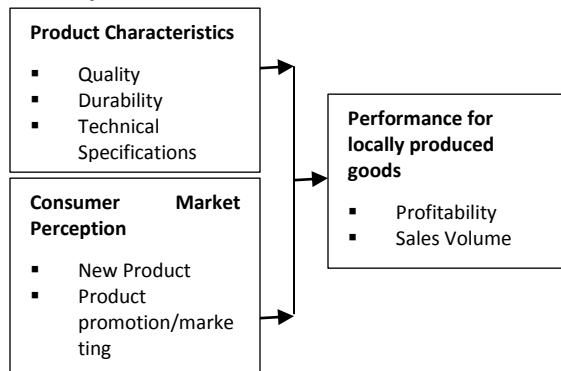 Product Characteristics
▪ Quality
▪ Durability
▪ Technical
Specifications
Consumer Market
Perception
▪ New Product
▪ Product
promotion/marke
ting
Performance for
locally produced
goods
▪ Profitability
▪ Sales Volume